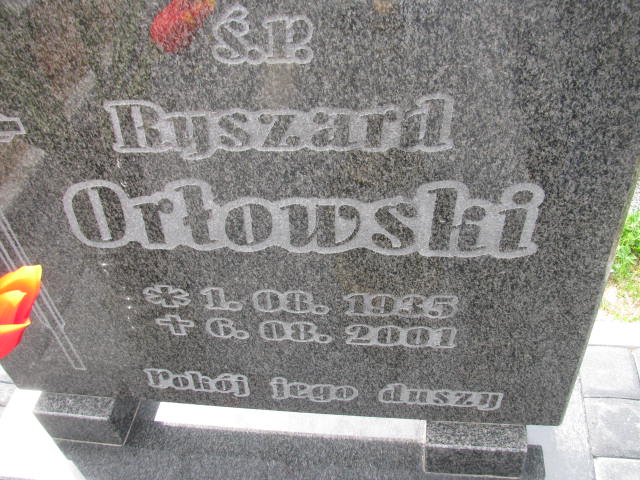 Ś.P.
Ryszard
Orłowski
* 1. 08. 1935
✝ 6. 08. 2001
Pokój jego duszy